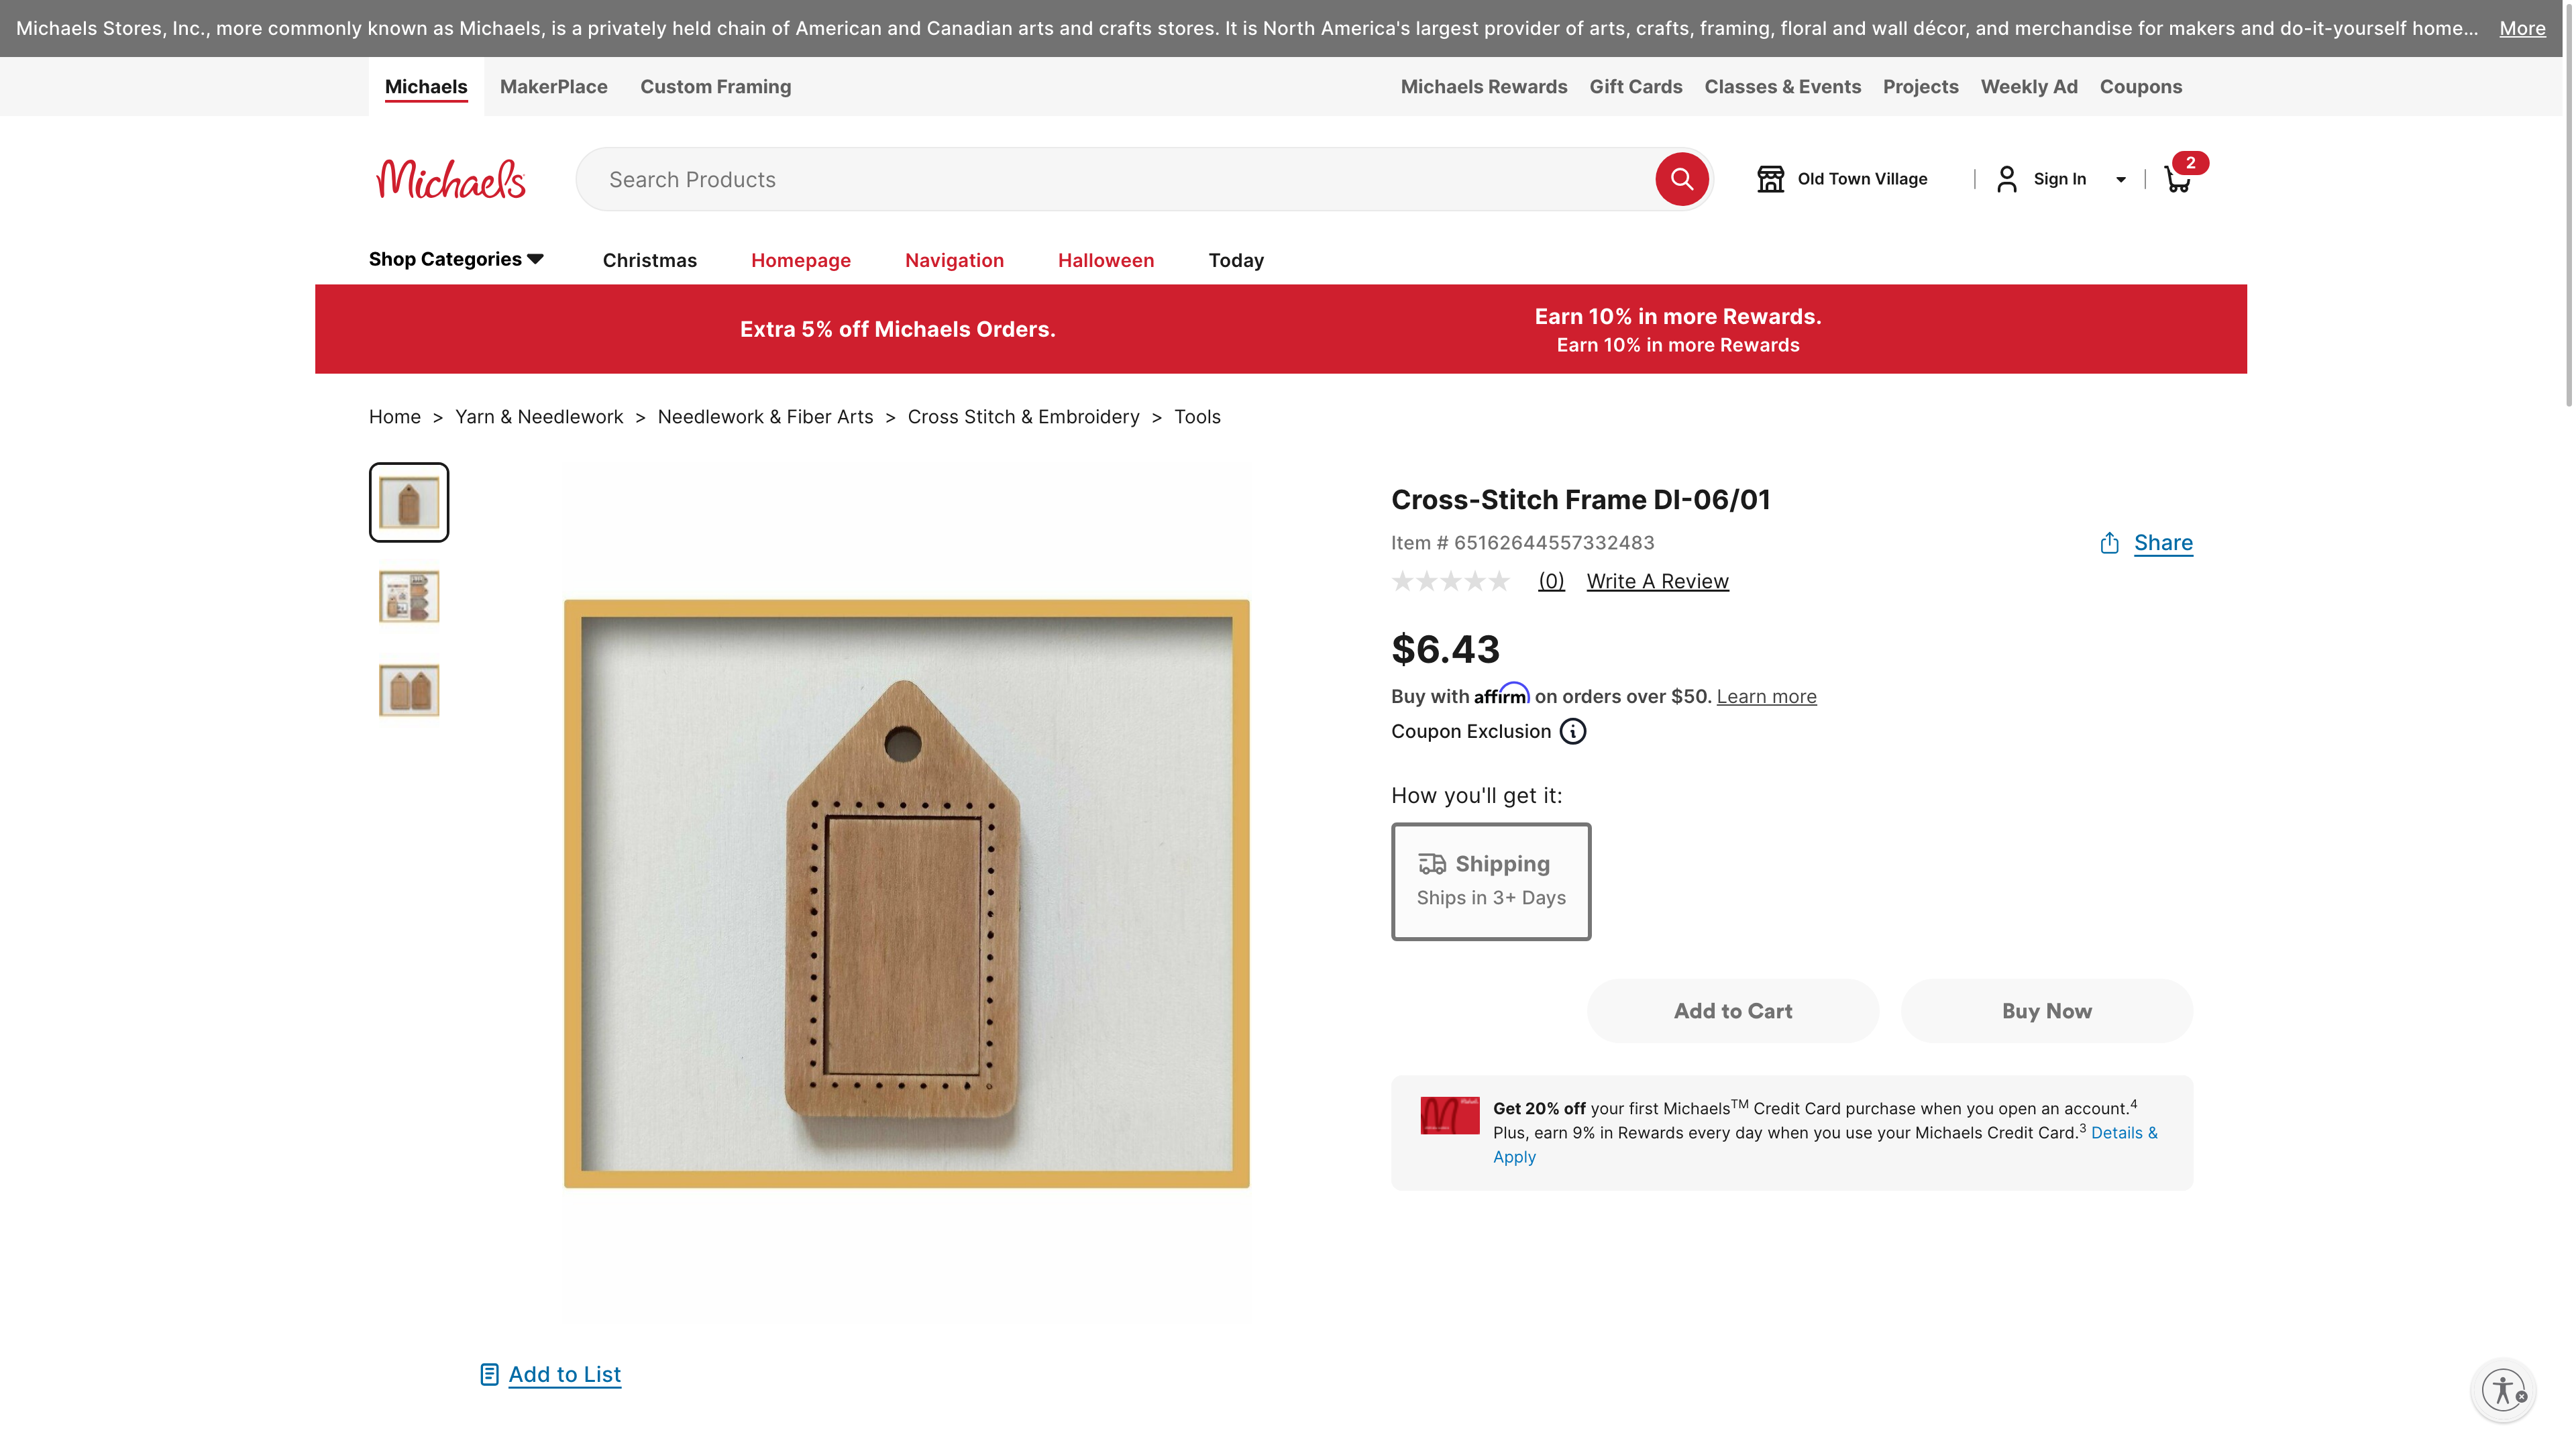 Michaels Stores, Inc., more commonly known as Michaels, is a privately held chain of American and Canadian arts and crafts stores. It is North America's largest provider of arts, crafts, framing, floral and wall décor, and merchandise for makers and do-it-yourself home... More
Michaels MakerPlace Custom Framing Michaels Rewards Gift Cards Classes & Events Projects Weekly Ad Coupons
Michaels Search Products Old Town Village | Sign In | 2
Shop Categories Christmas Homepage Navigation Halloween Today
Extra 5% off Michaels Orders.
Earn 10% in more Rewards.
Earn 10% in more Rewards
Home > Yarn & Needlework > Needlework & Fiber Arts > Cross Stitch & Embroidery > Tools
Cross-Stitch Frame DI-06/01
Item # 65162644557332483
Share
(0) Write A Review
$6.43
Buy with affirm on orders over $50. Learn more
Coupon Exclusion
How you'll get it:
Shipping
Ships in 3+ Days
Add to Cart Buy Now
Get 20% off your first Michaels™ Credit Card purchase when you open an account.⁴
Plus, earn 9% in Rewards every day when you use your Michaels Credit Card.³ Details &
Apply
Add to List